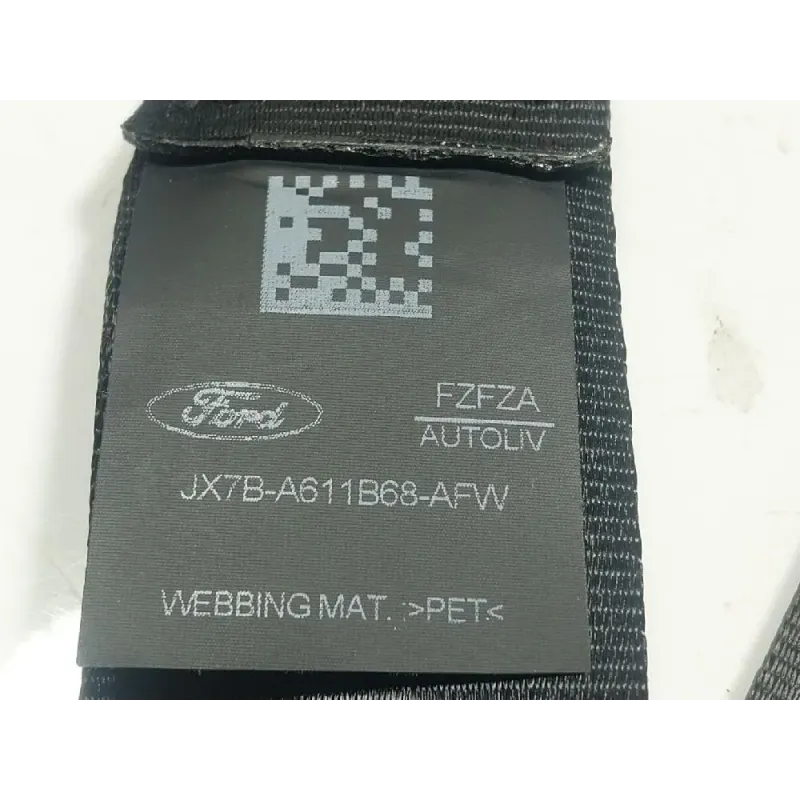 Ford
FZFZA
AUTOLIV
JX7B-A611B68-AFW
WEBBING MAT. >PET<